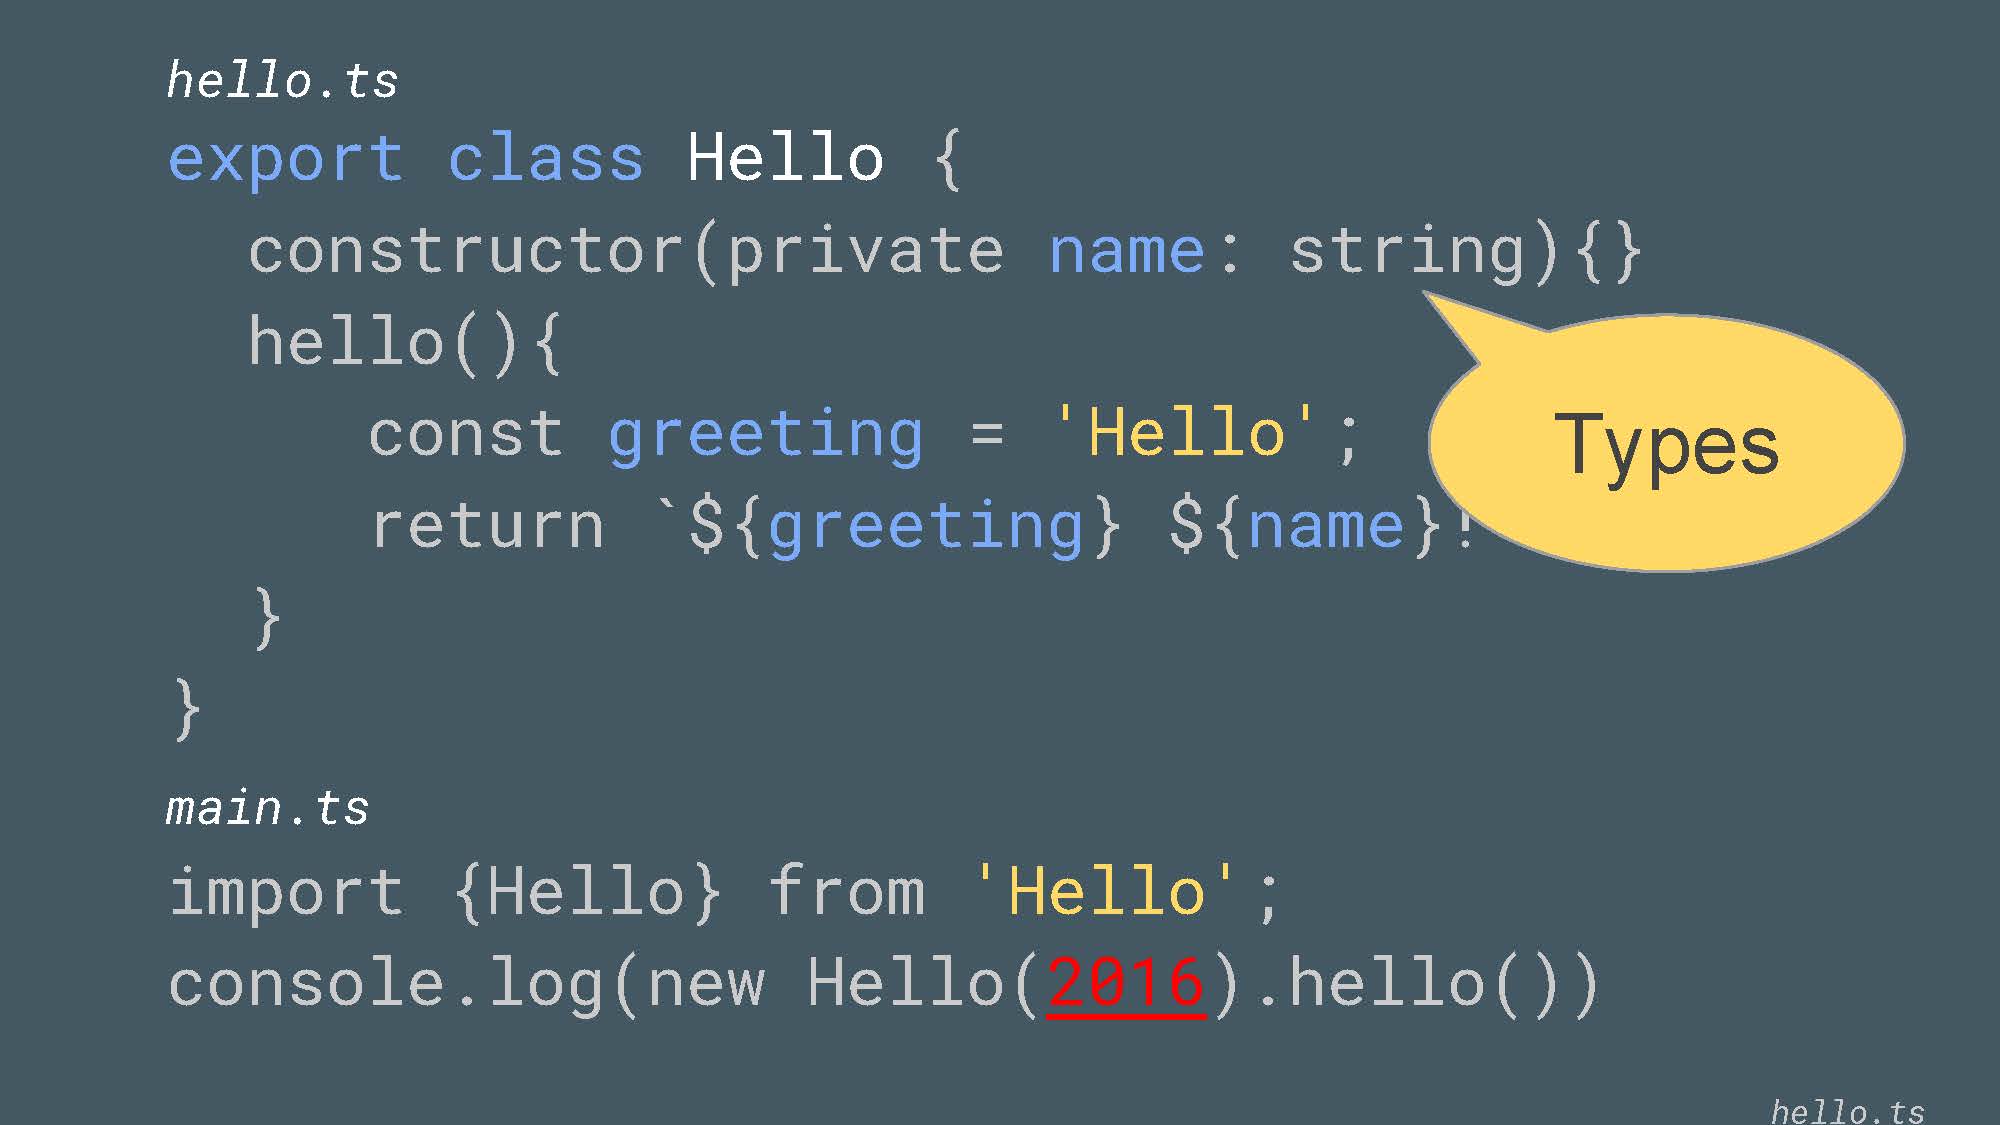 hello.ts
export class Hello {
constructor(private name: string){}
hello(){
const greeting = 'Hello';
return `${greeting} ${name}!
}
}
Types
main.ts
import {Hello} from 'Hello';
console.log(new Hello(2016).hello())
hello.ts